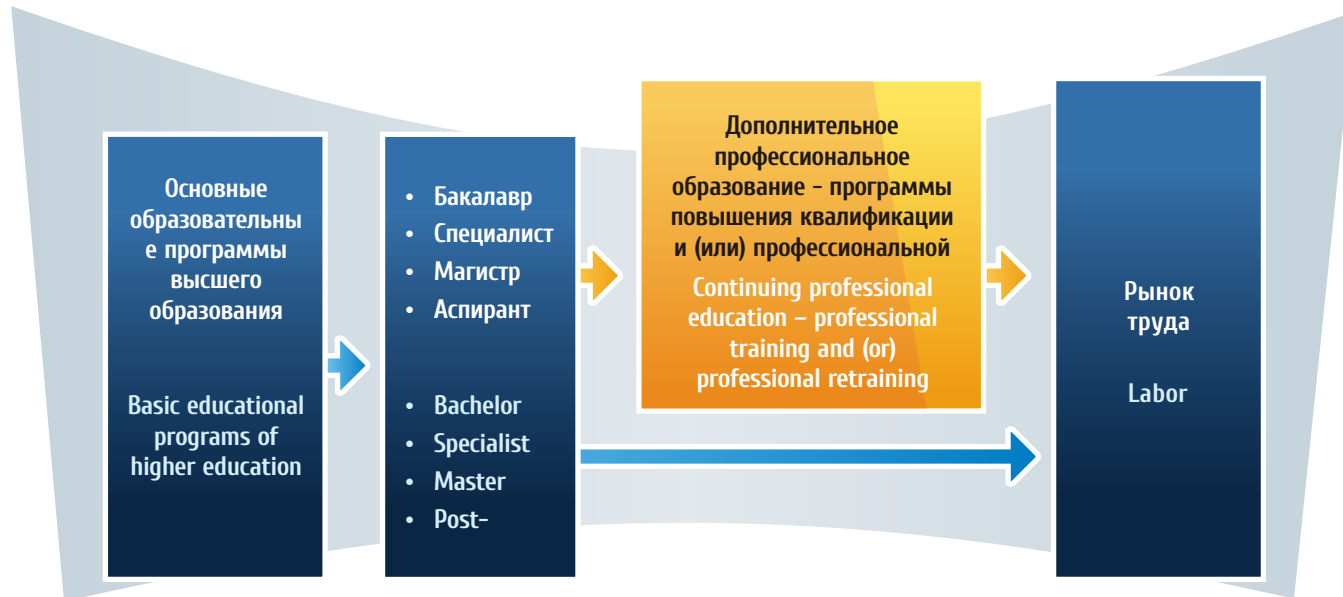 Основные
образовательны
е программы
высшего
образования
Basic educational
programs of
higher education
• Бакалавр
• Специалист
• Магистр
• Аспирант
• Bachelor
• Specialist
• Master
• Post-
Дополнительное
профессиональное
образование - программы
повышения квалификации
и (или) профессиональной
Continuing professional
education – professional
training and (or)
professional retraining
Рынок
труда
Labor